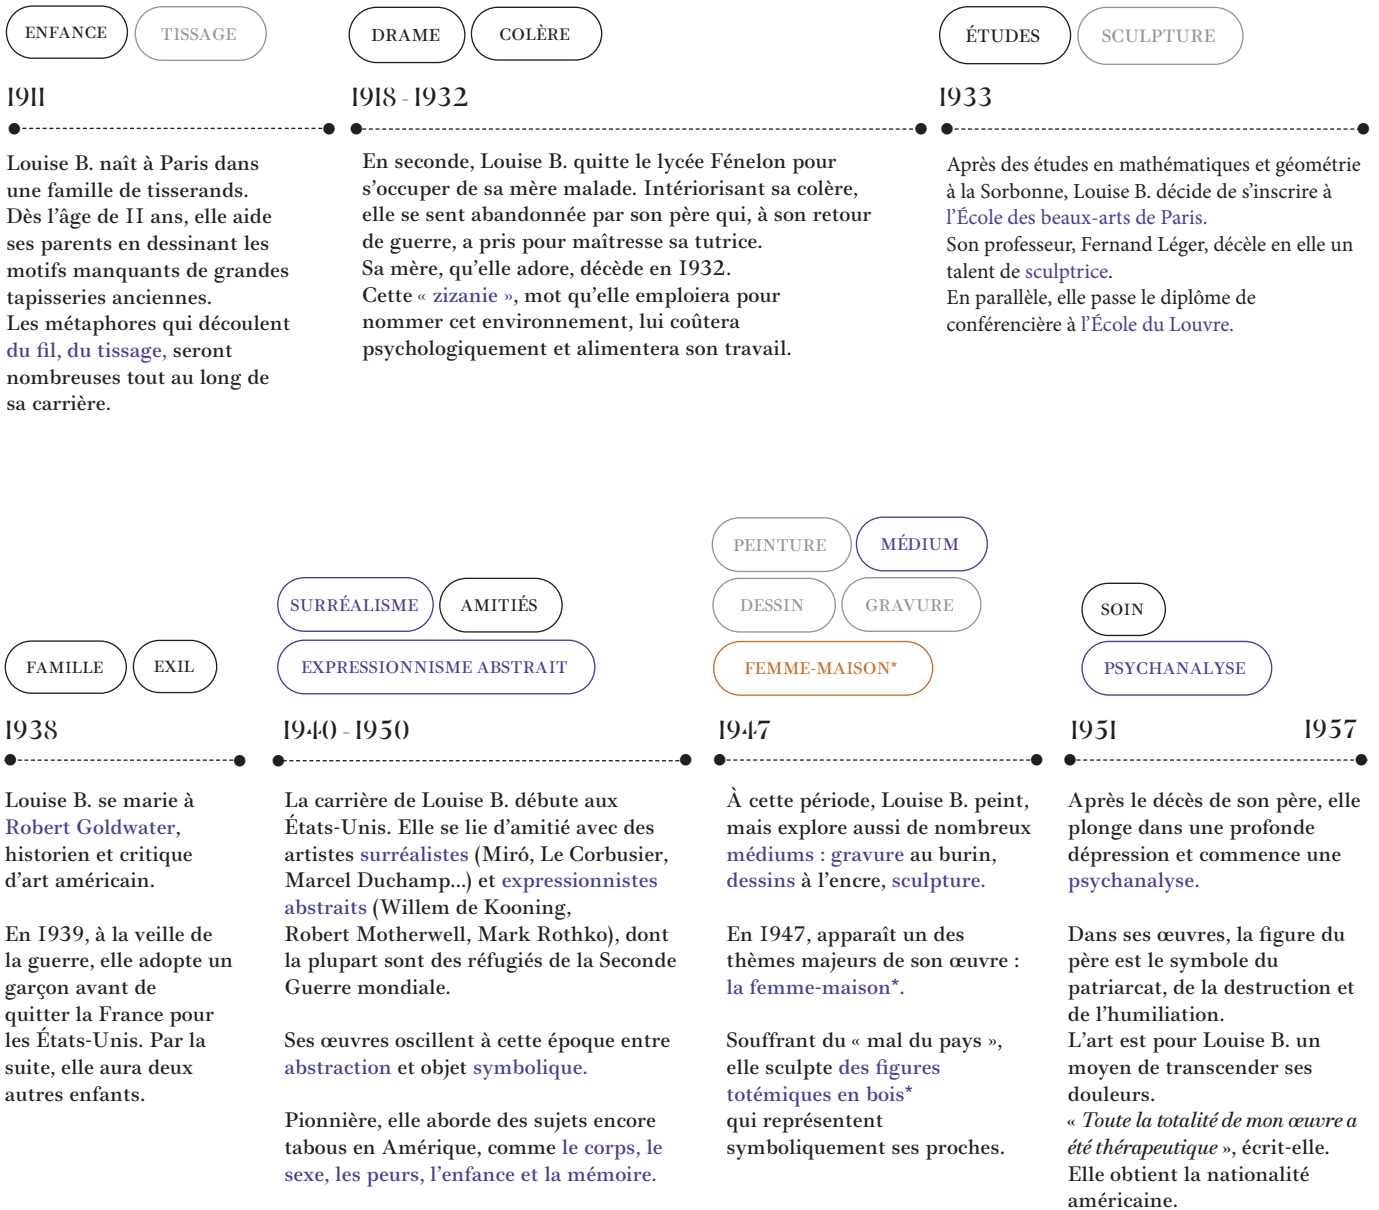 ENFANCE
TISSAGE
1911
Louise B. naît à Paris dans
une famille de tisserands.
Dès l’âge de 11 ans, elle aide
ses parents en dessinant les
motifs manquants de grandes
tapisseries anciennes.
Les métaphores qui découlent
du fil, du tissage, seront
nombreuses tout au long de
sa carrière.
DRAME
COLÈRE
1918 - 1932
En seconde, Louise B. quitte le lycée Fénelon pour
s’occuper de sa mère malade. Intériorisant sa colère,
elle se sent abandonnée par son père qui, à son retour
de guerre, a pris pour maîtresse sa tutrice.
Sa mère, qu’elle adore, décède en 1932.
Cette « zizanie », mot qu’elle emploiera pour
nommer cet environnement, lui coûtera
psychologiquement et alimentera son travail.
ÉTUDES
SCULPTURE
1933
Après des études en mathématiques et géométrie
à la Sorbonne, Louise B. décide de s’inscrire à
l’École des beaux-arts de Paris.
Son professeur, Fernand Léger, décèle en elle un
talent de sculptrice.
En parallèle, elle passe le diplôme de
conférencière à l’École du Louvre.
FAMILLE
EXIL
1938
Louise B. se marie à
Robert Goldwater,
historien et critique
d’art américain.
En 1939, à la veille de
la guerre, elle adopte un
garçon avant de
quitter la France pour
les États-Unis. Par la
suite, elle aura deux
autres enfants.
SURRÉALISME
AMITIÉS
EXPRESSIONNISME ABSTRAIT
1940 - 1950
La carrière de Louise B. débute aux
États-Unis. Elle se lie d’amitié avec des
artistes surréalistes (Miró, Le Corbusier,
Marcel Duchamp...) et expressionnistes
abstraits (Willem de Kooning,
Robert Motherwell, Mark Rothko), dont
la plupart sont des réfugiés de la Seconde
Guerre mondiale.
Ses œuvres oscillent à cette époque entre
abstraction et objet symbolique.
Pionnière, elle aborde des sujets encore
tabous en Amérique, comme le corps, le
sexe, les peurs, l’enfance et la mémoire.
PEINTURE
MÉDIUM
DESSIN
GRAVURE
FEMME-MAISON*
1947
À cette période, Louise B. peint,
mais explore aussi de nombreux
médiums : gravure au burin,
dessins à l’encre, sculpture.
En 1947, apparaît un des
thèmes majeurs de son œuvre :
la femme-maison*.
Souffrant du « mal du pays »,
elle sculpte des figures
totémiques en bois*
qui représentent
symboliquement ses proches.
SOIN
PSYCHANALYSE
1951 1957
Après le décès de son père, elle
plonge dans une profonde
dépression et commence une
psychanalyse.
Dans ses œuvres, la figure du
père est le symbole du
patriarcat, de la destruction et
de l’humiliation.
L’art est pour Louise B. un
moyen de transcender ses
douleurs.
« Toute la totalité de mon œuvre a
été thérapeutique », écrit-elle.
Elle obtient la nationalité
américaine.